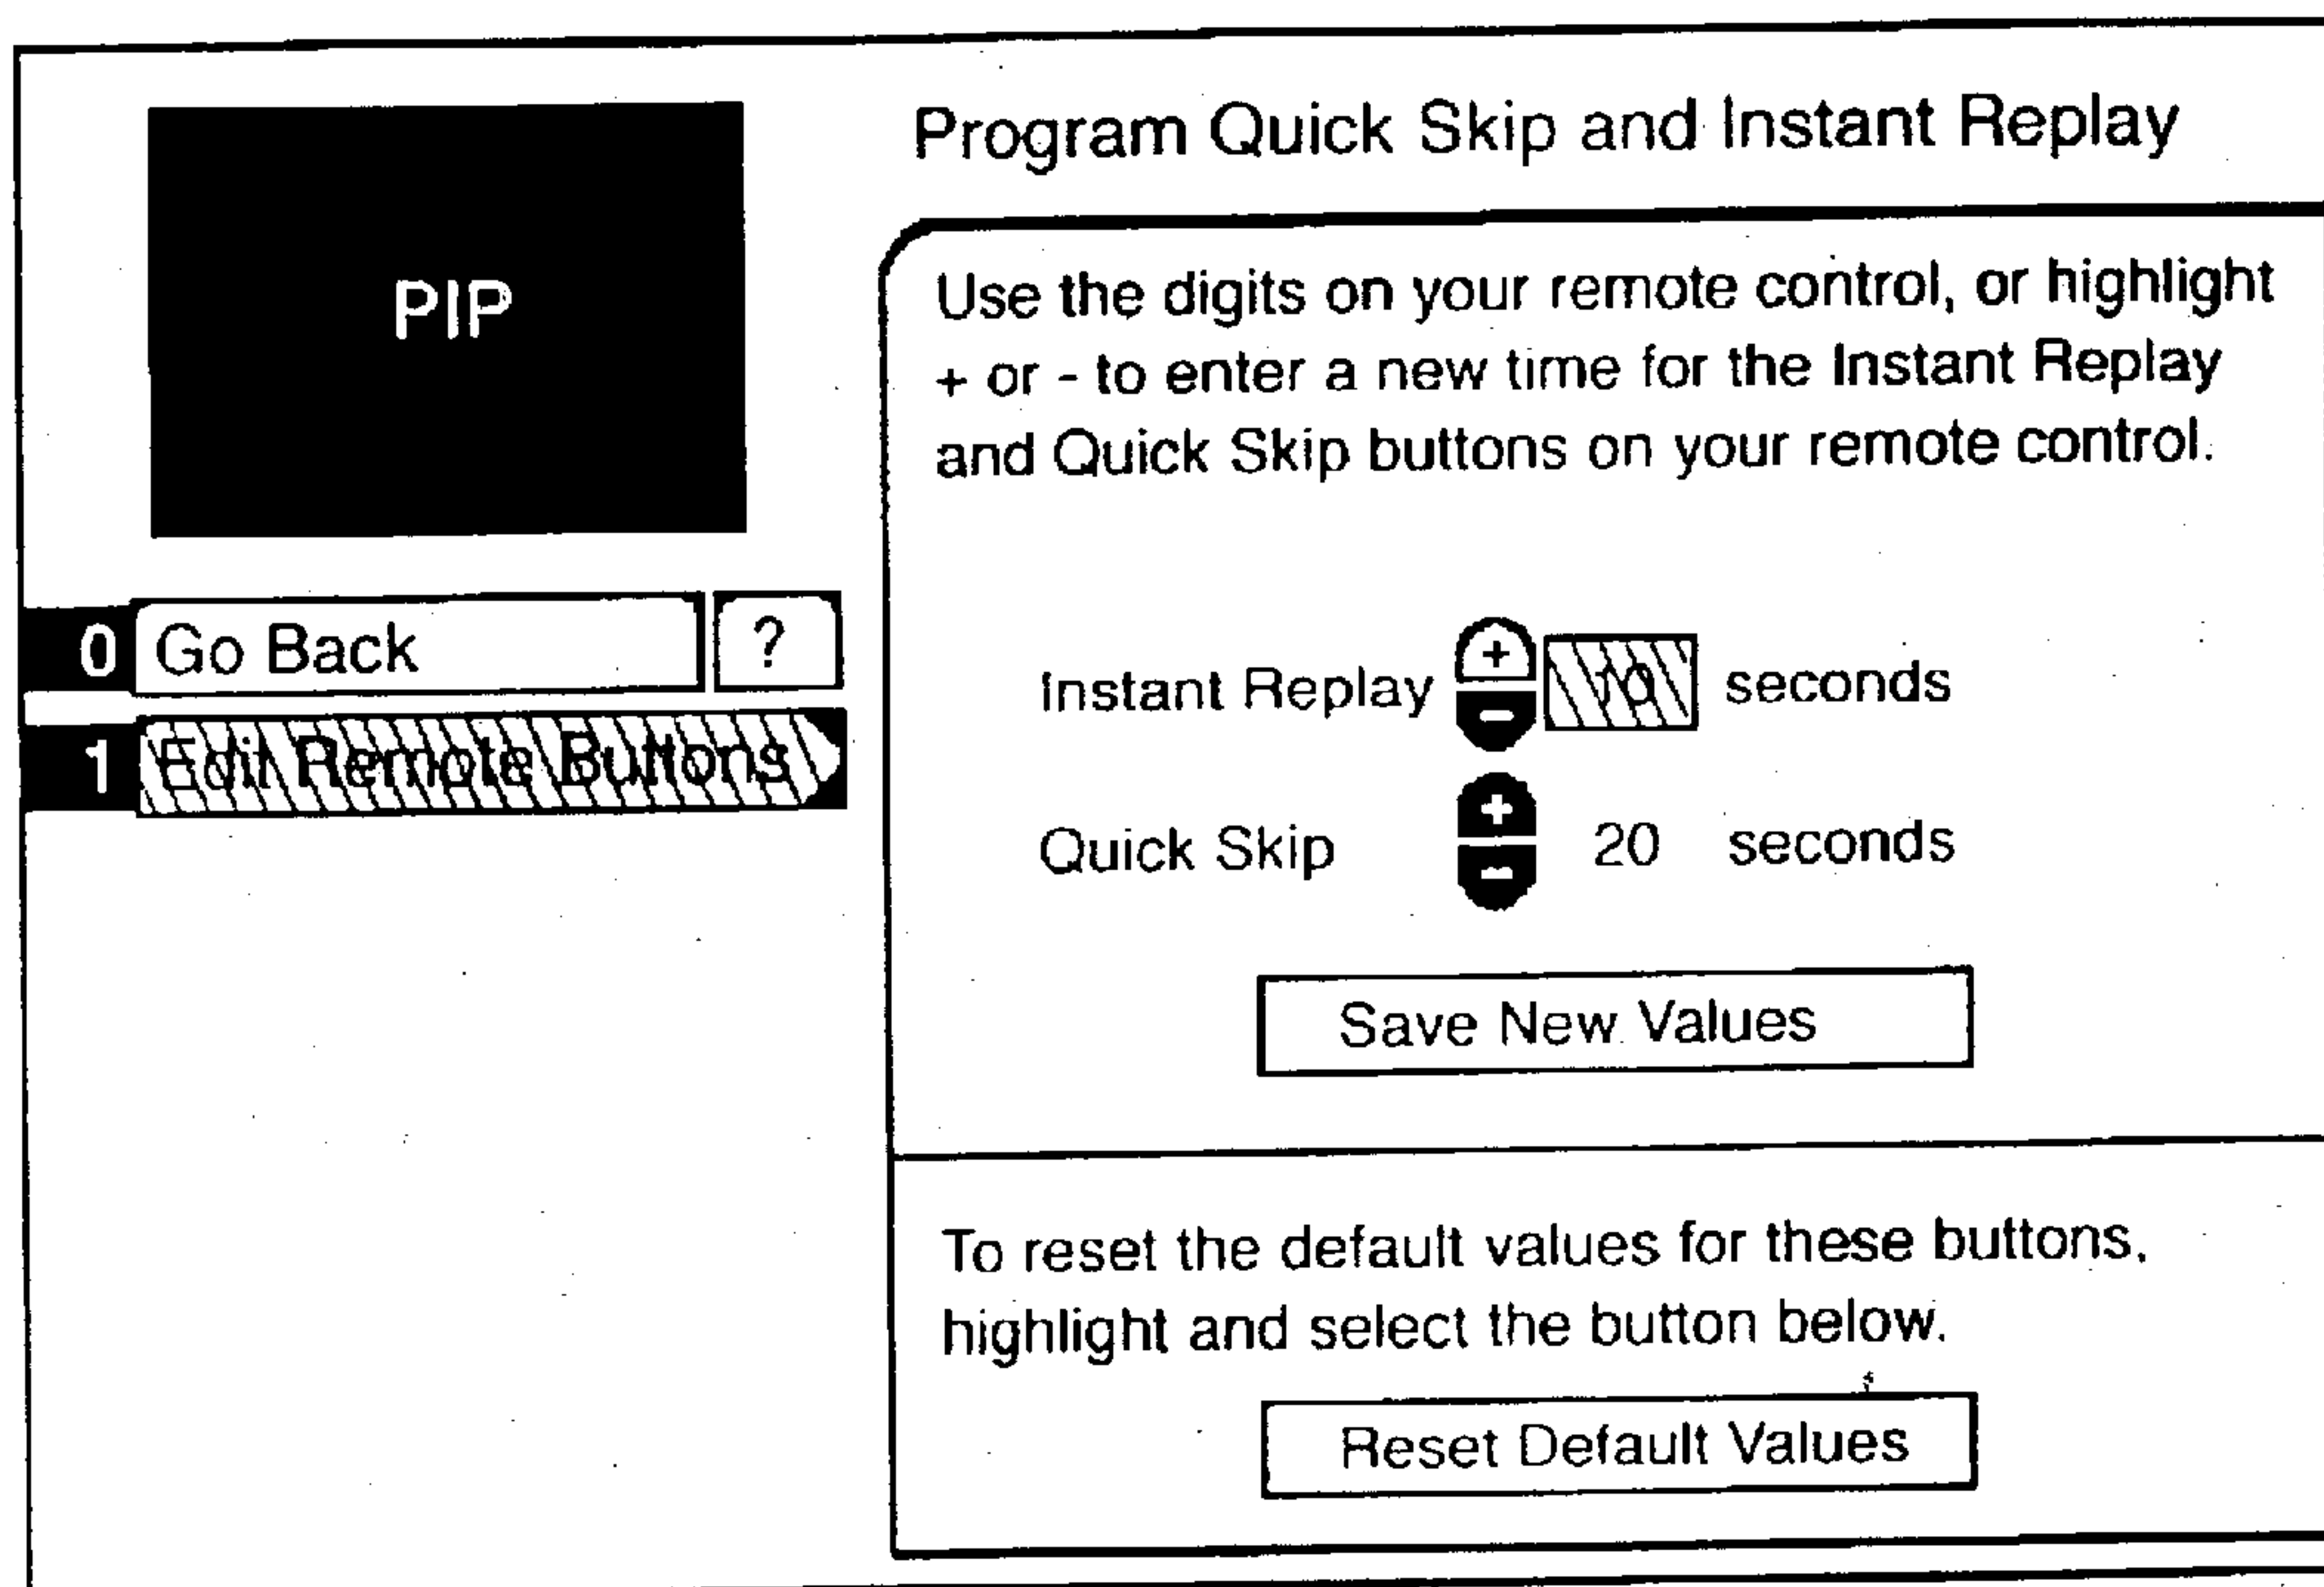 Program Quick Skip and Instant Replay
PIP
Use the digits on your remote control, or highlight
+ or - to enter a new time for the Instant Replay
and Quick Skip buttons on your remote control.
0 Go Back ?
1 Edit Remote Buttons
Instant Replay + - 10 seconds
Quick Skip + - 20 seconds
Save New Values
To reset the default values for these buttons,
highlight and select the button below.
Reset Default Values